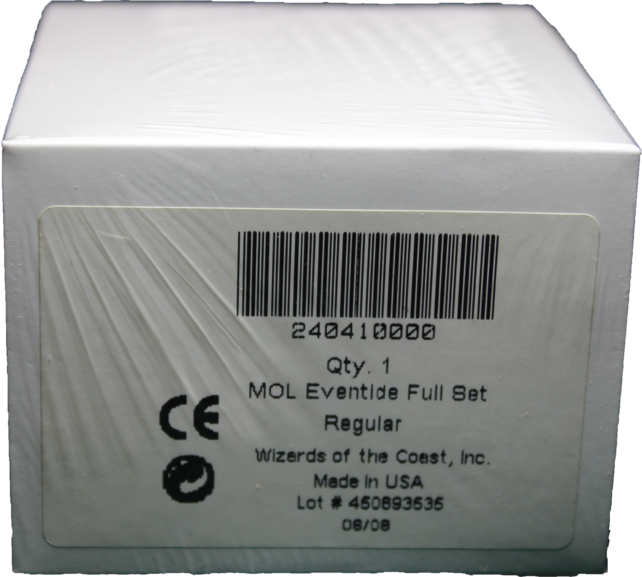 240410000
Qty. 1
MOL Eventide Full Set
Regular
CE
Wizards of the Coast, Inc.
Made in USA
Lot # 450893535
08/08